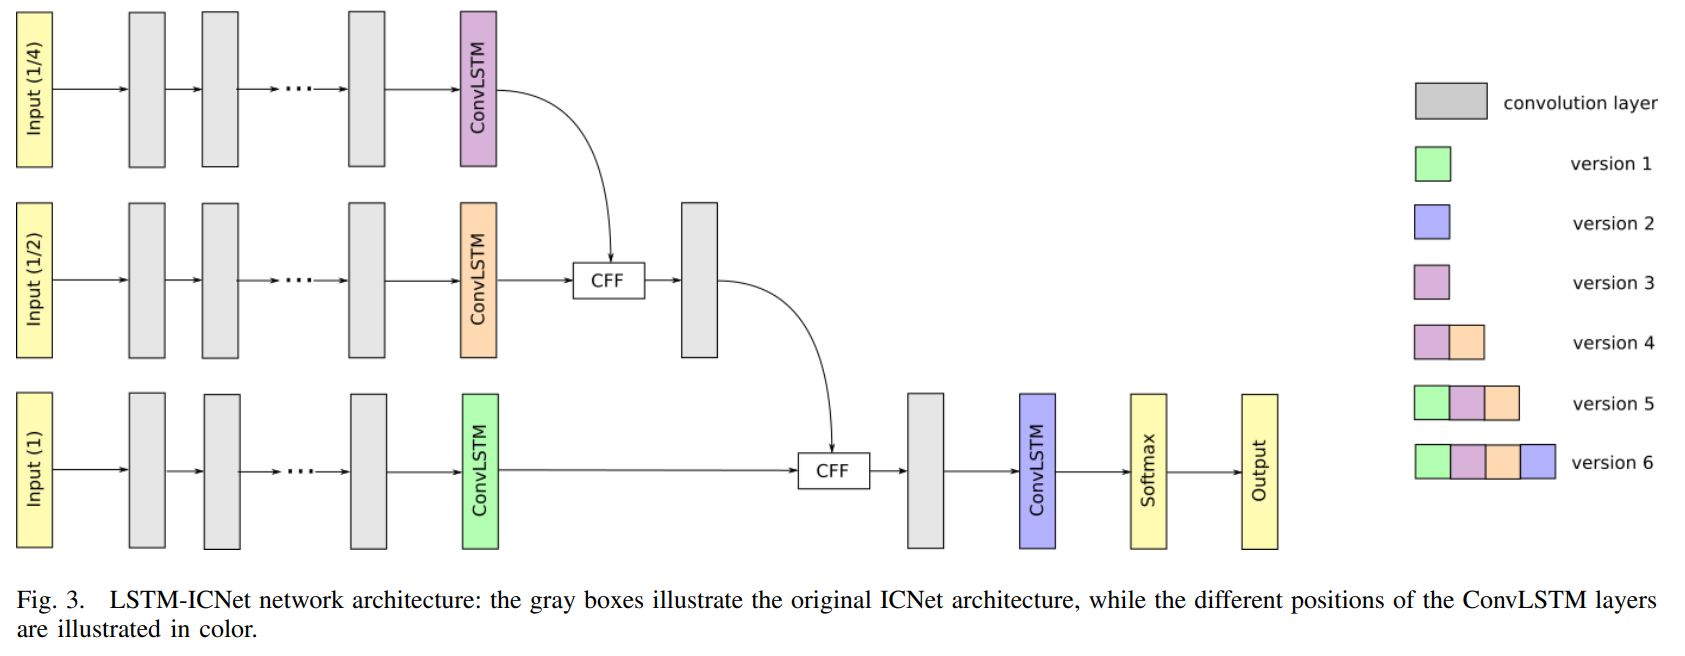 Input (1/4)
ConvLSTM
Input (1/2)
ConvLSTM
CFF
Input (1)
ConvLSTM
CFF
ConvLSTM
Softmax
Output
convolution layer
version 1
version 2
version 3
version 4
version 5
version 6
Fig. 3. LSTM-ICNet network architecture: the gray boxes illustrate the original ICNet architecture, while the different positions of the ConvLSTM layers
are illustrated in color.